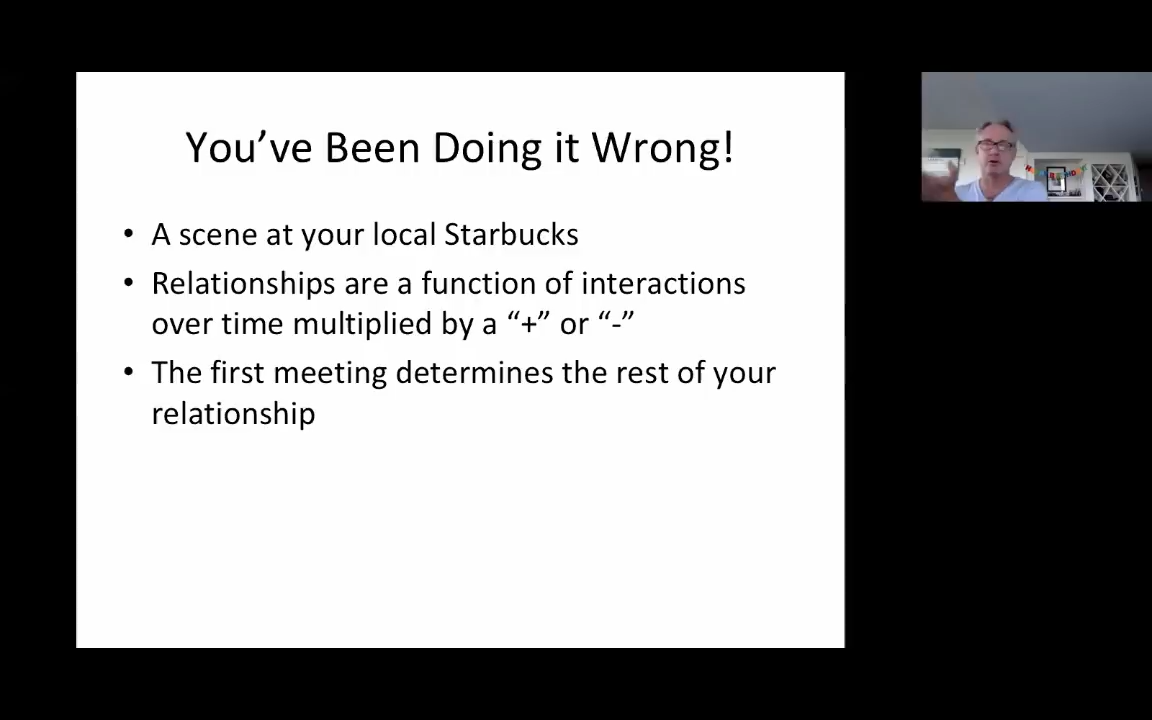 You’ve Been Doing it Wrong!
• A scene at your local Starbucks
• Relationships are a function of interactions
over time multiplied by a “+” or “-”
• The first meeting determines the rest of your
relationship